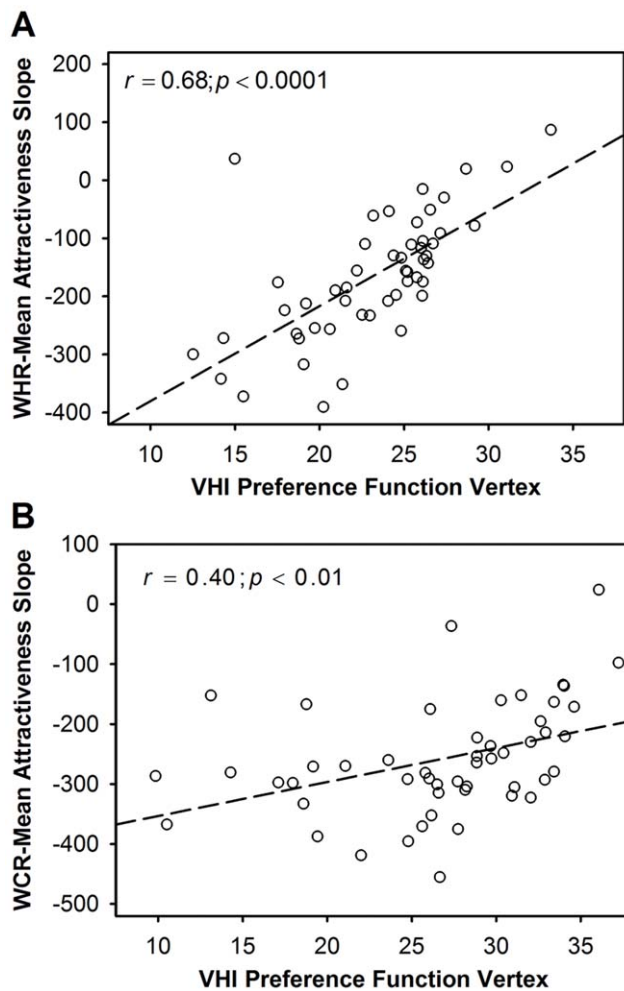 A
r = 0.68; p < 0.0001
200
100
0
-100
-200
-300
-400
WHR-Mean Attractiveness Slope
10 15 20 25 30 35
VHI Preference Function Vertex
B
r = 0.40; p < 0.01
100
0
-100
-200
-300
-400
-500
WCR-Mean Attractiveness Slope
10 15 20 25 30 35
VHI Preference Function Vertex